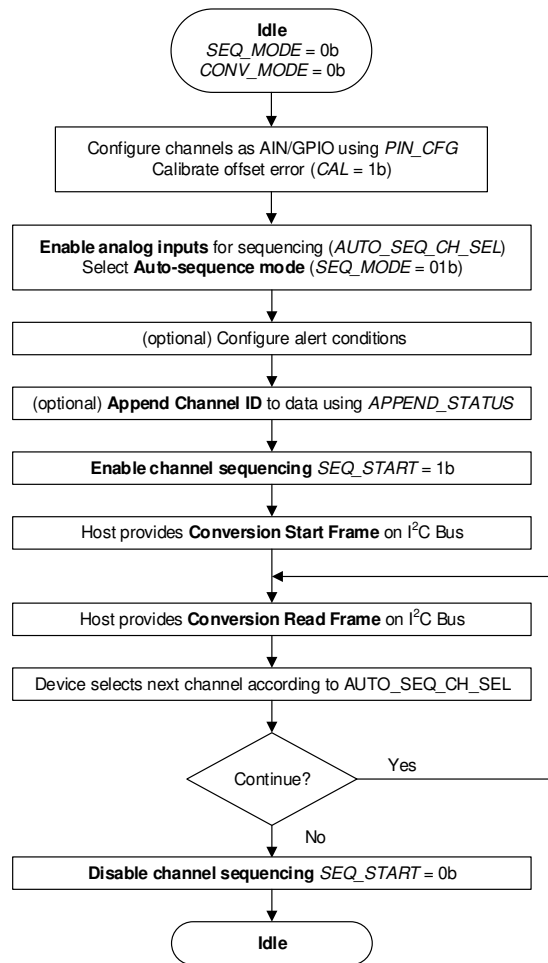 Idle
SEQ_MODE = 0b
CONV_MODE = 0b
Configure channels as AIN/GPIO using PIN_CFG
Calibrate offset error (CAL = 1b)
Enable analog inputs for sequencing (AUTO_SEQ_CH_SEL)
Select Auto-sequence mode (SEQ_MODE = 01b)
(optional) Configure alert conditions
(optional) Append Channel ID to data using APPEND_STATUS
Enable channel sequencing SEQ_START = 1b
Host provides Conversion Start Frame on I²C Bus
Host provides Conversion Read Frame on I²C Bus
Device selects next channel according to AUTO_SEQ_CH_SEL
Continue?
Yes
No
Disable channel sequencing SEQ_START = 0b
Idle